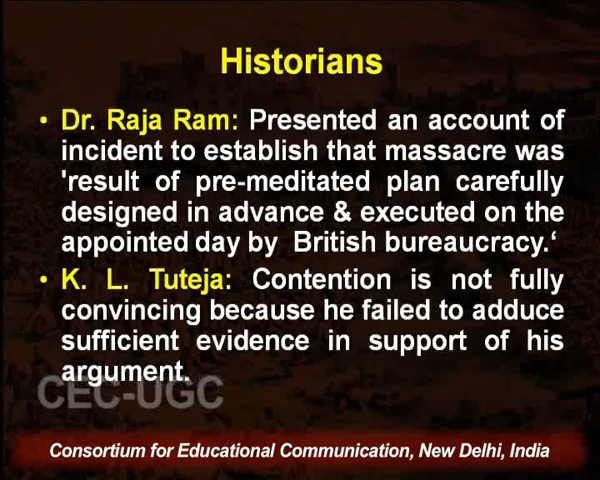 Historians
• Dr. Raja Ram: Presented an account of
incident to establish that massacre was
'result of pre-meditated plan carefully
designed in advance & executed on the
appointed day by British bureaucracy.‘
• K. L. Tuteja: Contention is not fully
convincing because he failed to adduce
sufficient evidence in support of his
argument.
CEC-UGC
Consortium for Educational Communication, New Delhi, India